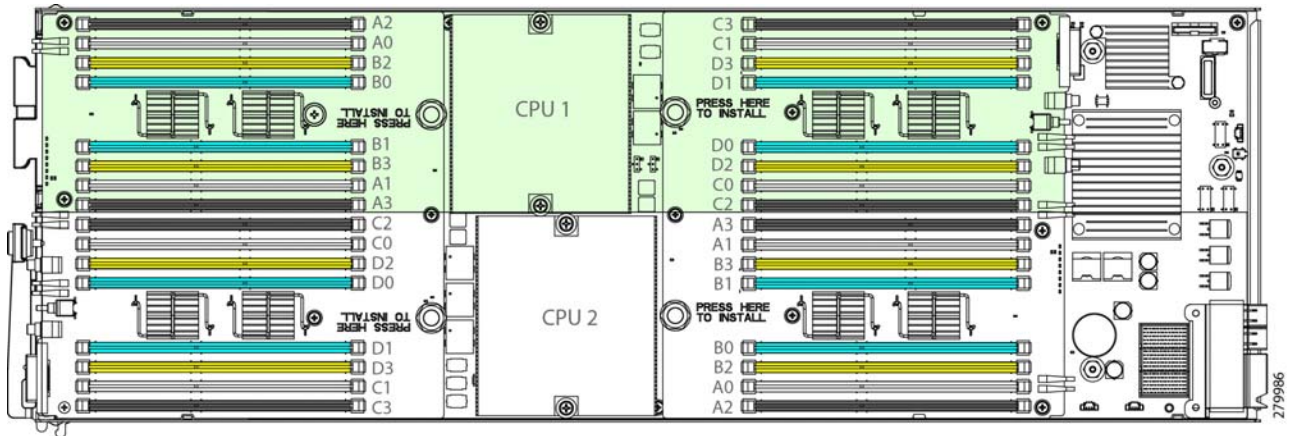 A2
A0
B2
B0
PRESS HERE
TO INSTALL
B1
B3
A1
A3
C2
C0
D2
D0
PRESS HERE
TO INSTALL
D1
D3
C1
C3
CPU 1
CPU 2
C3
C1
D3
D1
PRESS HERE
TO INSTALL
D0
D2
C0
C2
A3
A1
B3
B1
PRESS HERE
TO INSTALL
B0
B2
A0
A2
279986